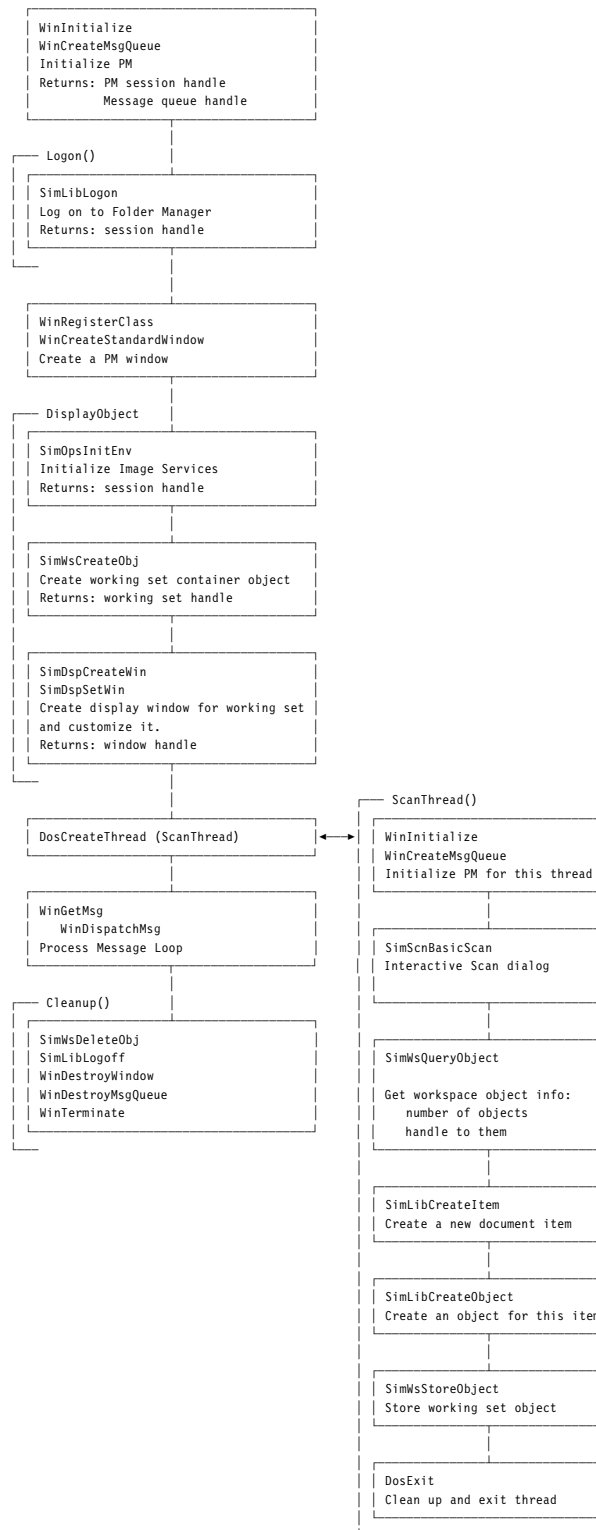 WinInitialize
WinCreateMsgQueue
Initialize PM
Returns: PM session handle
Message queue handle
Logon()
SimLibLogon
Log on to Folder Manager
Returns: session handle
WinRegisterClass
WinCreateStandardWindow
Create a PM window
DisplayObject
SimOpsInitEnv
Initialize Image Services
Returns: session handle
SimWsCreateObj
Create working set container object
Returns: working set handle
SimDspCreateWin
SimDspSetWin
Create display window for working set
and customize it.
Returns: window handle
DosCreateThread (ScanThread)
WinGetMsg
WinDispatchMsg
Process Message Loop
Cleanup()
SimWsDeleteObj
SimLibLogoff
WinDestroyWindow
WinDestroyMsgQueue
WinTerminate
ScanThread()
WinInitialize
WinCreateMsgQueue
Initialize PM for this thread
SimScnBasicScan
Interactive Scan dialog
SimWsQueryObject
Get workspace object info:
number of objects
handle to them
SimLibCreateItem
Create a new document item
SimLibCreateObject
Create an object for this item
SimWsStoreObject
Store working set object
DosExit
Clean up and exit thread